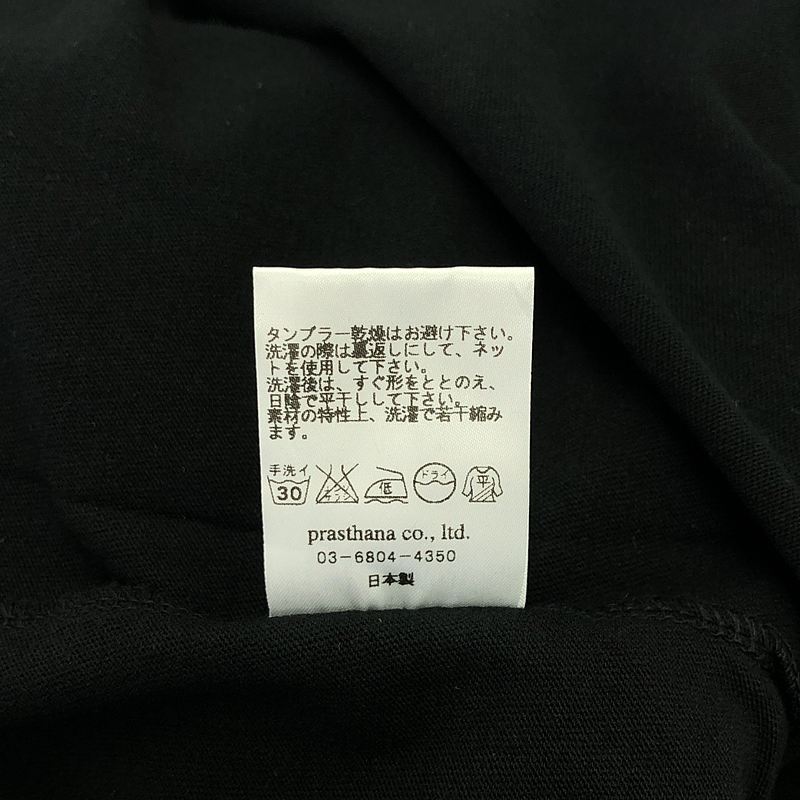 タンブラー乾燥はお避け下さい。
洗濯の際は裏返しにして、ネッ
トを使用して下さい。
洗濯後は、すぐ形をととのえ、
日陰で平干しして下さい。
素材の特性上、洗濯で若干縮み
ます。
手洗イ
30
低
ドライ
平
prasthana co., ltd.
03-6804-4350
日本製